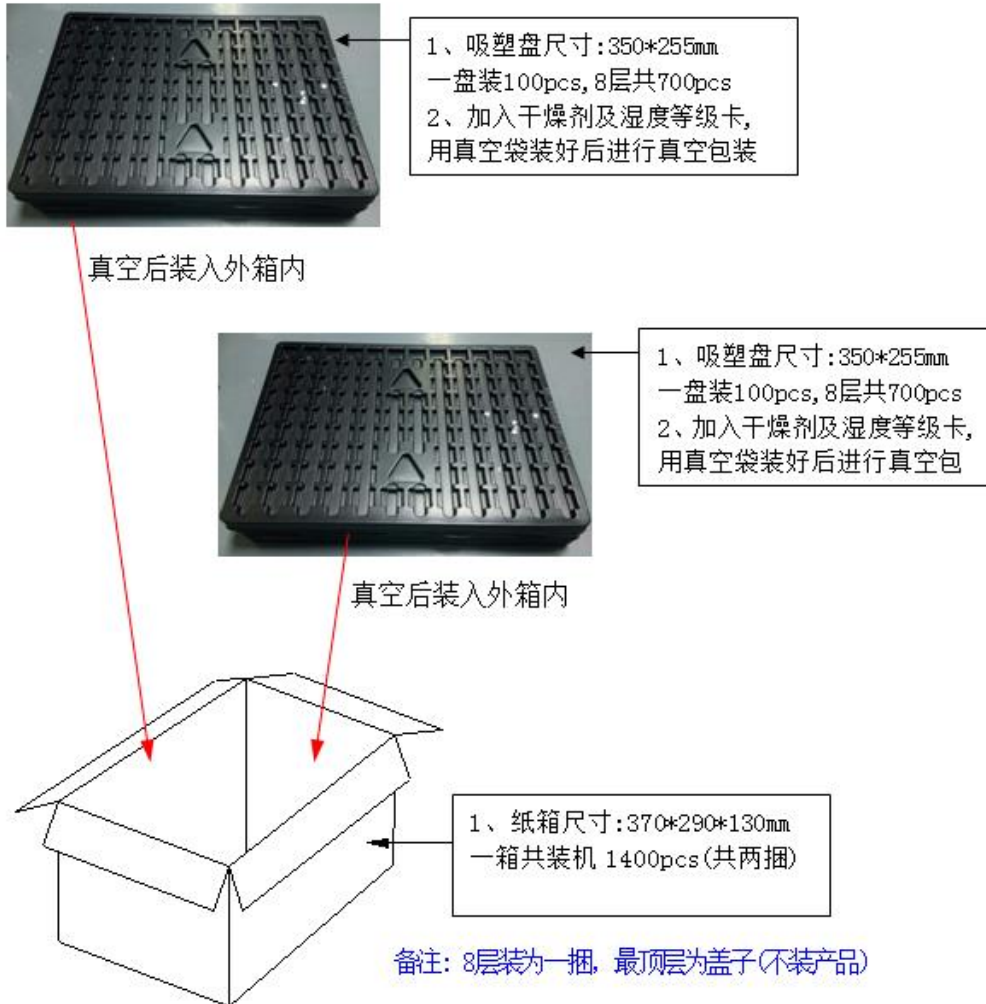 1、吸塑盘尺寸:350*255mm
一盘装100pcs,8层共700pcs
2、加入干燥剂及湿度等级卡,
用真空袋装好后进行真空包装
真空后装入外箱内
1、吸塑盘尺寸:350*255mm
一盘装100pcs,8层共700pcs
2、加入干燥剂及湿度等级卡,
用真空袋装好后进行真空包
真空后装入外箱内
1、纸箱尺寸:370*290*130mm
一箱共装机 1400pcs(共两捆)
备注: 8层装为一捆, 最顶层为盖子(不装产品)